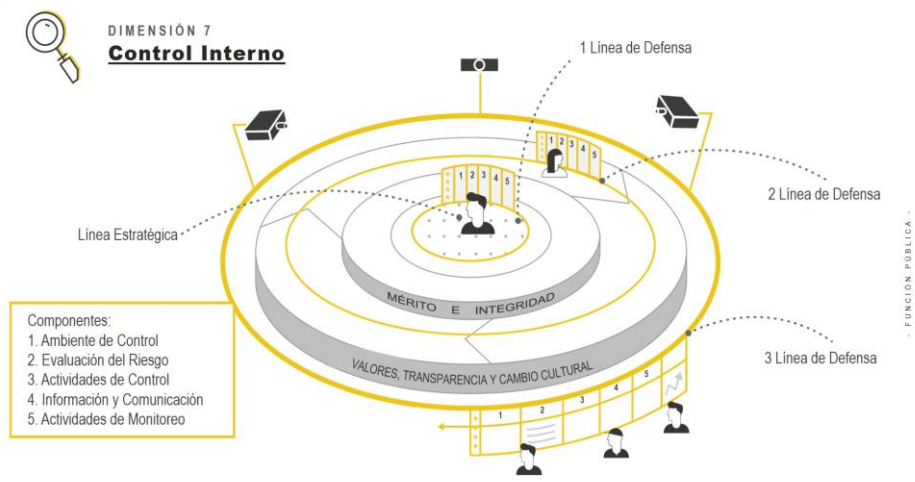 DIMENSIÓN 7
Control Interno
1 Línea de Defensa
1 2 3 4 5
1 2 3 4 5
2 Línea de Defensa
Línea Estratégica
- FUNCIÓN PÚBLICA -
MÉRITO E INTEGRIDAD
VALORES, TRANSPARENCIA Y CAMBIO CULTURAL
3 Línea de Defensa
1 2 3 4 5
Componentes:
1. Ambiente de Control
2. Evaluación del Riesgo
3. Actividades de Control
4. Información y Comunicación
5. Actividades de Monitoreo